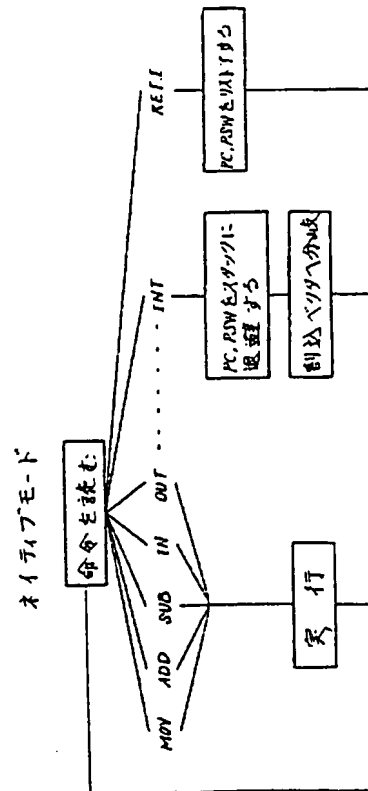 ネイティブモード
命令を読む
MOV ADD SUB IN OUT ・・・・・・・ INT RETI
実行
PC,PSWをスタックに
退避する
割込ベクタへ分岐
PC,PSWをリストアする